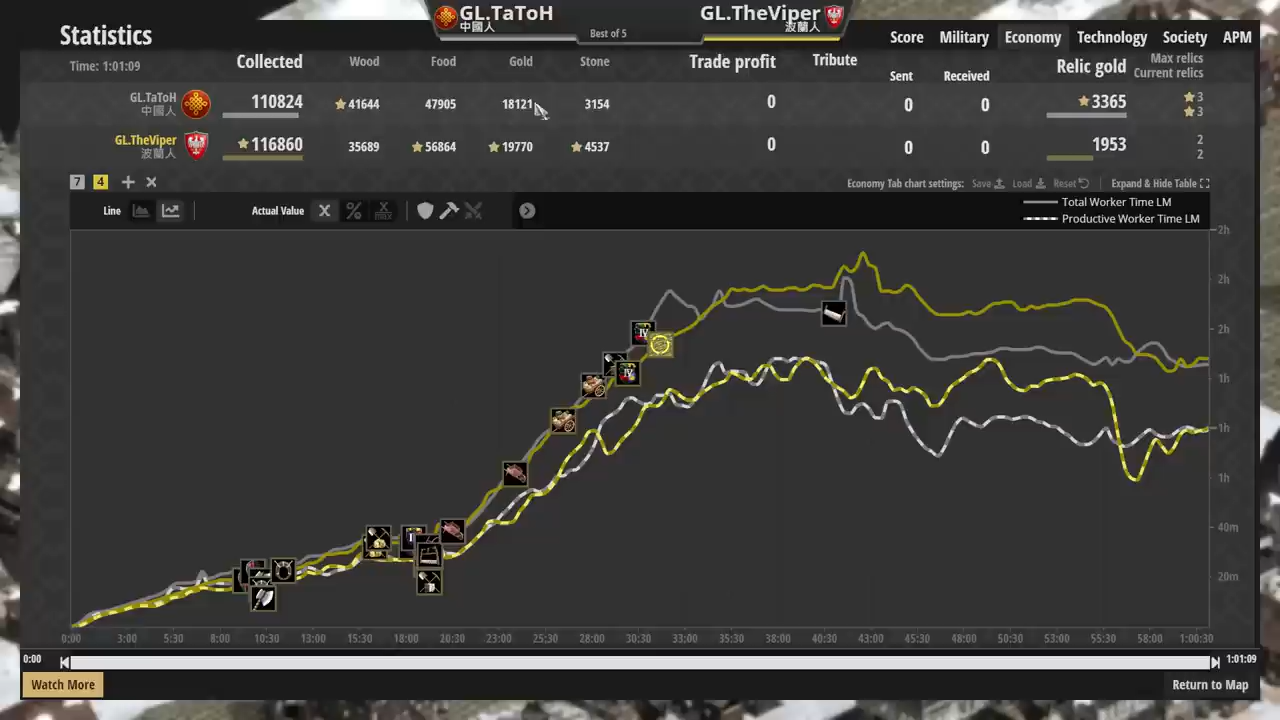 GL.TaToH
中國人
Best of 5
GL.TheViper
波蘭人
Statistics
Score Military Economy Technology Society APM
Time: 1:01:09
Collected Wood Food Gold Stone Trade profit Tribute Sent Received Relic gold Max relics
Current relics
GL.TaToH
中國人
110824 41644 47905 18121 3154 0 0 0 3365 3
3
GL.TheViper
波蘭人
116860 35689 56864 19770 4537 0 0 0 1953 2
2
7 4
Economy Tab chart settings: Save Load Reset Expand & Hide Table
Line Actual Value X % X
MAX
Total Worker Time LM
Productive Worker Time LM
2h
2h
2h
1h
1h
1h
40m
20m
0:00 3:00 5:30 8:00 10:30 13:00 15:30 18:00 20:30 23:00 25:30 28:00 30:30 33:00 35:30 38:00 40:30 43:00 45:30 48:00 50:30 53:00 55:30 58:00 1:00:30
0:00 1:01:09
Watch More Return to Map